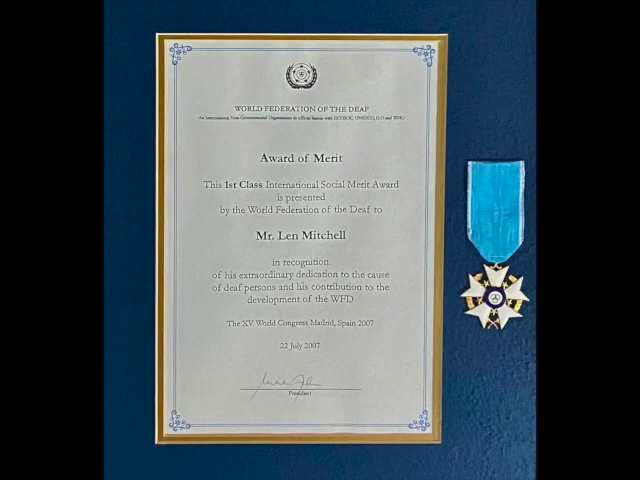 WORLD FEDERATION OF THE DEAF
An International Non-Governmental Organisation in official liaison with ECOSOC, UNESCO, ILO and WHO
Award of Merit
This 1st Class International Social Merit Award
is presented
by the World Federation of the Deaf to
Mr. Len Mitchell
in recognition
of his extraordinary dedication to the cause
of deaf persons and his contribution to the
development of the WFD
The XV World Congress Madrid, Spain 2007
22 July 2007
President